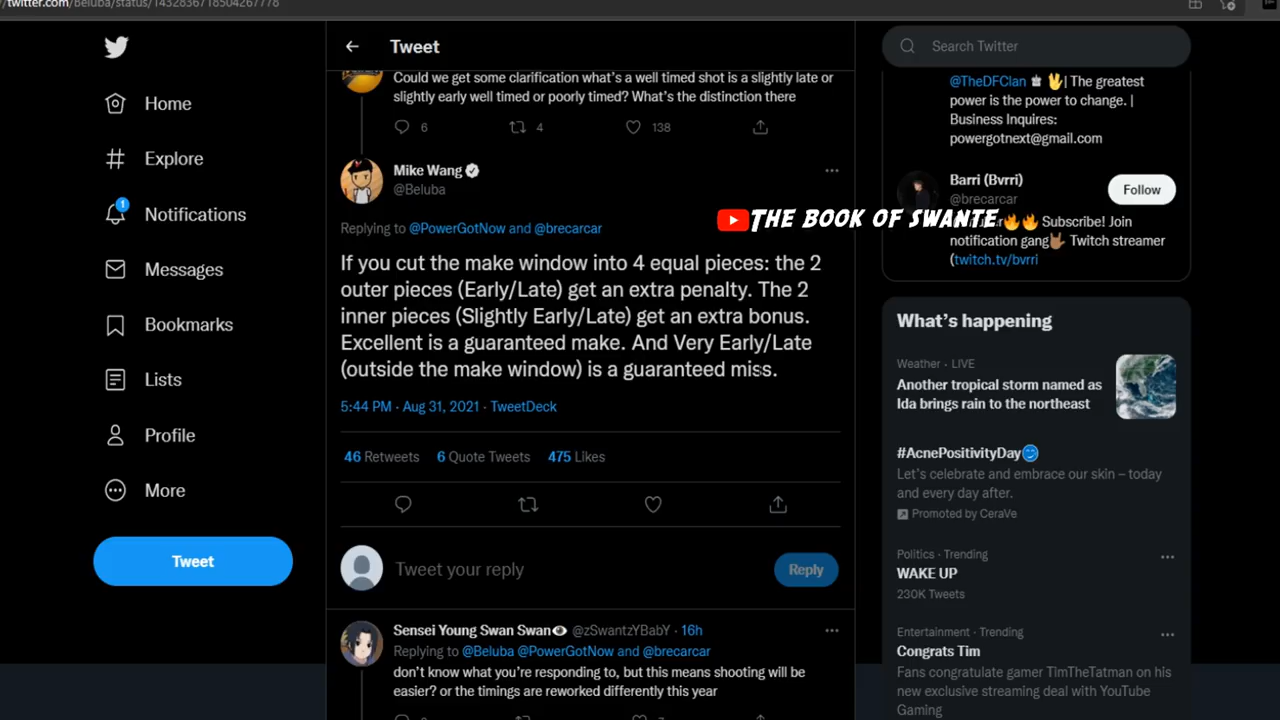 /twitter.com/beluba/status/1432836718504267778
Home
Explore
1
Notifications
Messages
Bookmarks
Lists
Profile
More
Tweet
Tweet
Could we get some clarification what's a well timed shot is a slightly late or
slightly early well timed or poorly timed? What's the distinction there
6 4 138
Mike Wang
@Beluba
Replying to @PowerGotNow and @brecarcar
If you cut the make window into 4 equal pieces: the 2
outer pieces (Early/Late) get an extra penalty. The 2
inner pieces (Slightly Early/Late) get an extra bonus.
Excellent is a guaranteed make. And Very Early/Late
(outside the make window) is a guaranteed miss.
5:44 PM · Aug 31, 2021 · TweetDeck
46 Retweets 6 Quote Tweets 475 Likes
Tweet your reply
Reply
Sensei Young Swan Swan @zSwantzYBabY · 16h
Replying to @Beluba @PowerGotNow and @brecarcar
don't know what you're responding to, but this means shooting will be
easier? or the timings are reworked differently this year
Search Twitter
@TheDFClan | The greatest
power is the power to change. |
Business Inquires:
powergotnext@gmail.com
Barri (Bvrri)
@brecarcar
Follow
THE BOOK OF SWANTE
Subscribe! Join
notification gang Twitch streamer
(twitch.tv/bvrri
What's happening
Weather · LIVE
Another tropical storm named as
Ida brings rain to the northeast
#AcnePositivityDay
Let's celebrate and embrace our skin – today
and every day after.
Promoted by CeraVe
Politics · Trending
WAKE UP
230K Tweets
Entertainment · Trending
Congrats Tim
Fans congratulate gamer TimTheTatman on his
new exclusive streaming deal with YouTube
Gaming